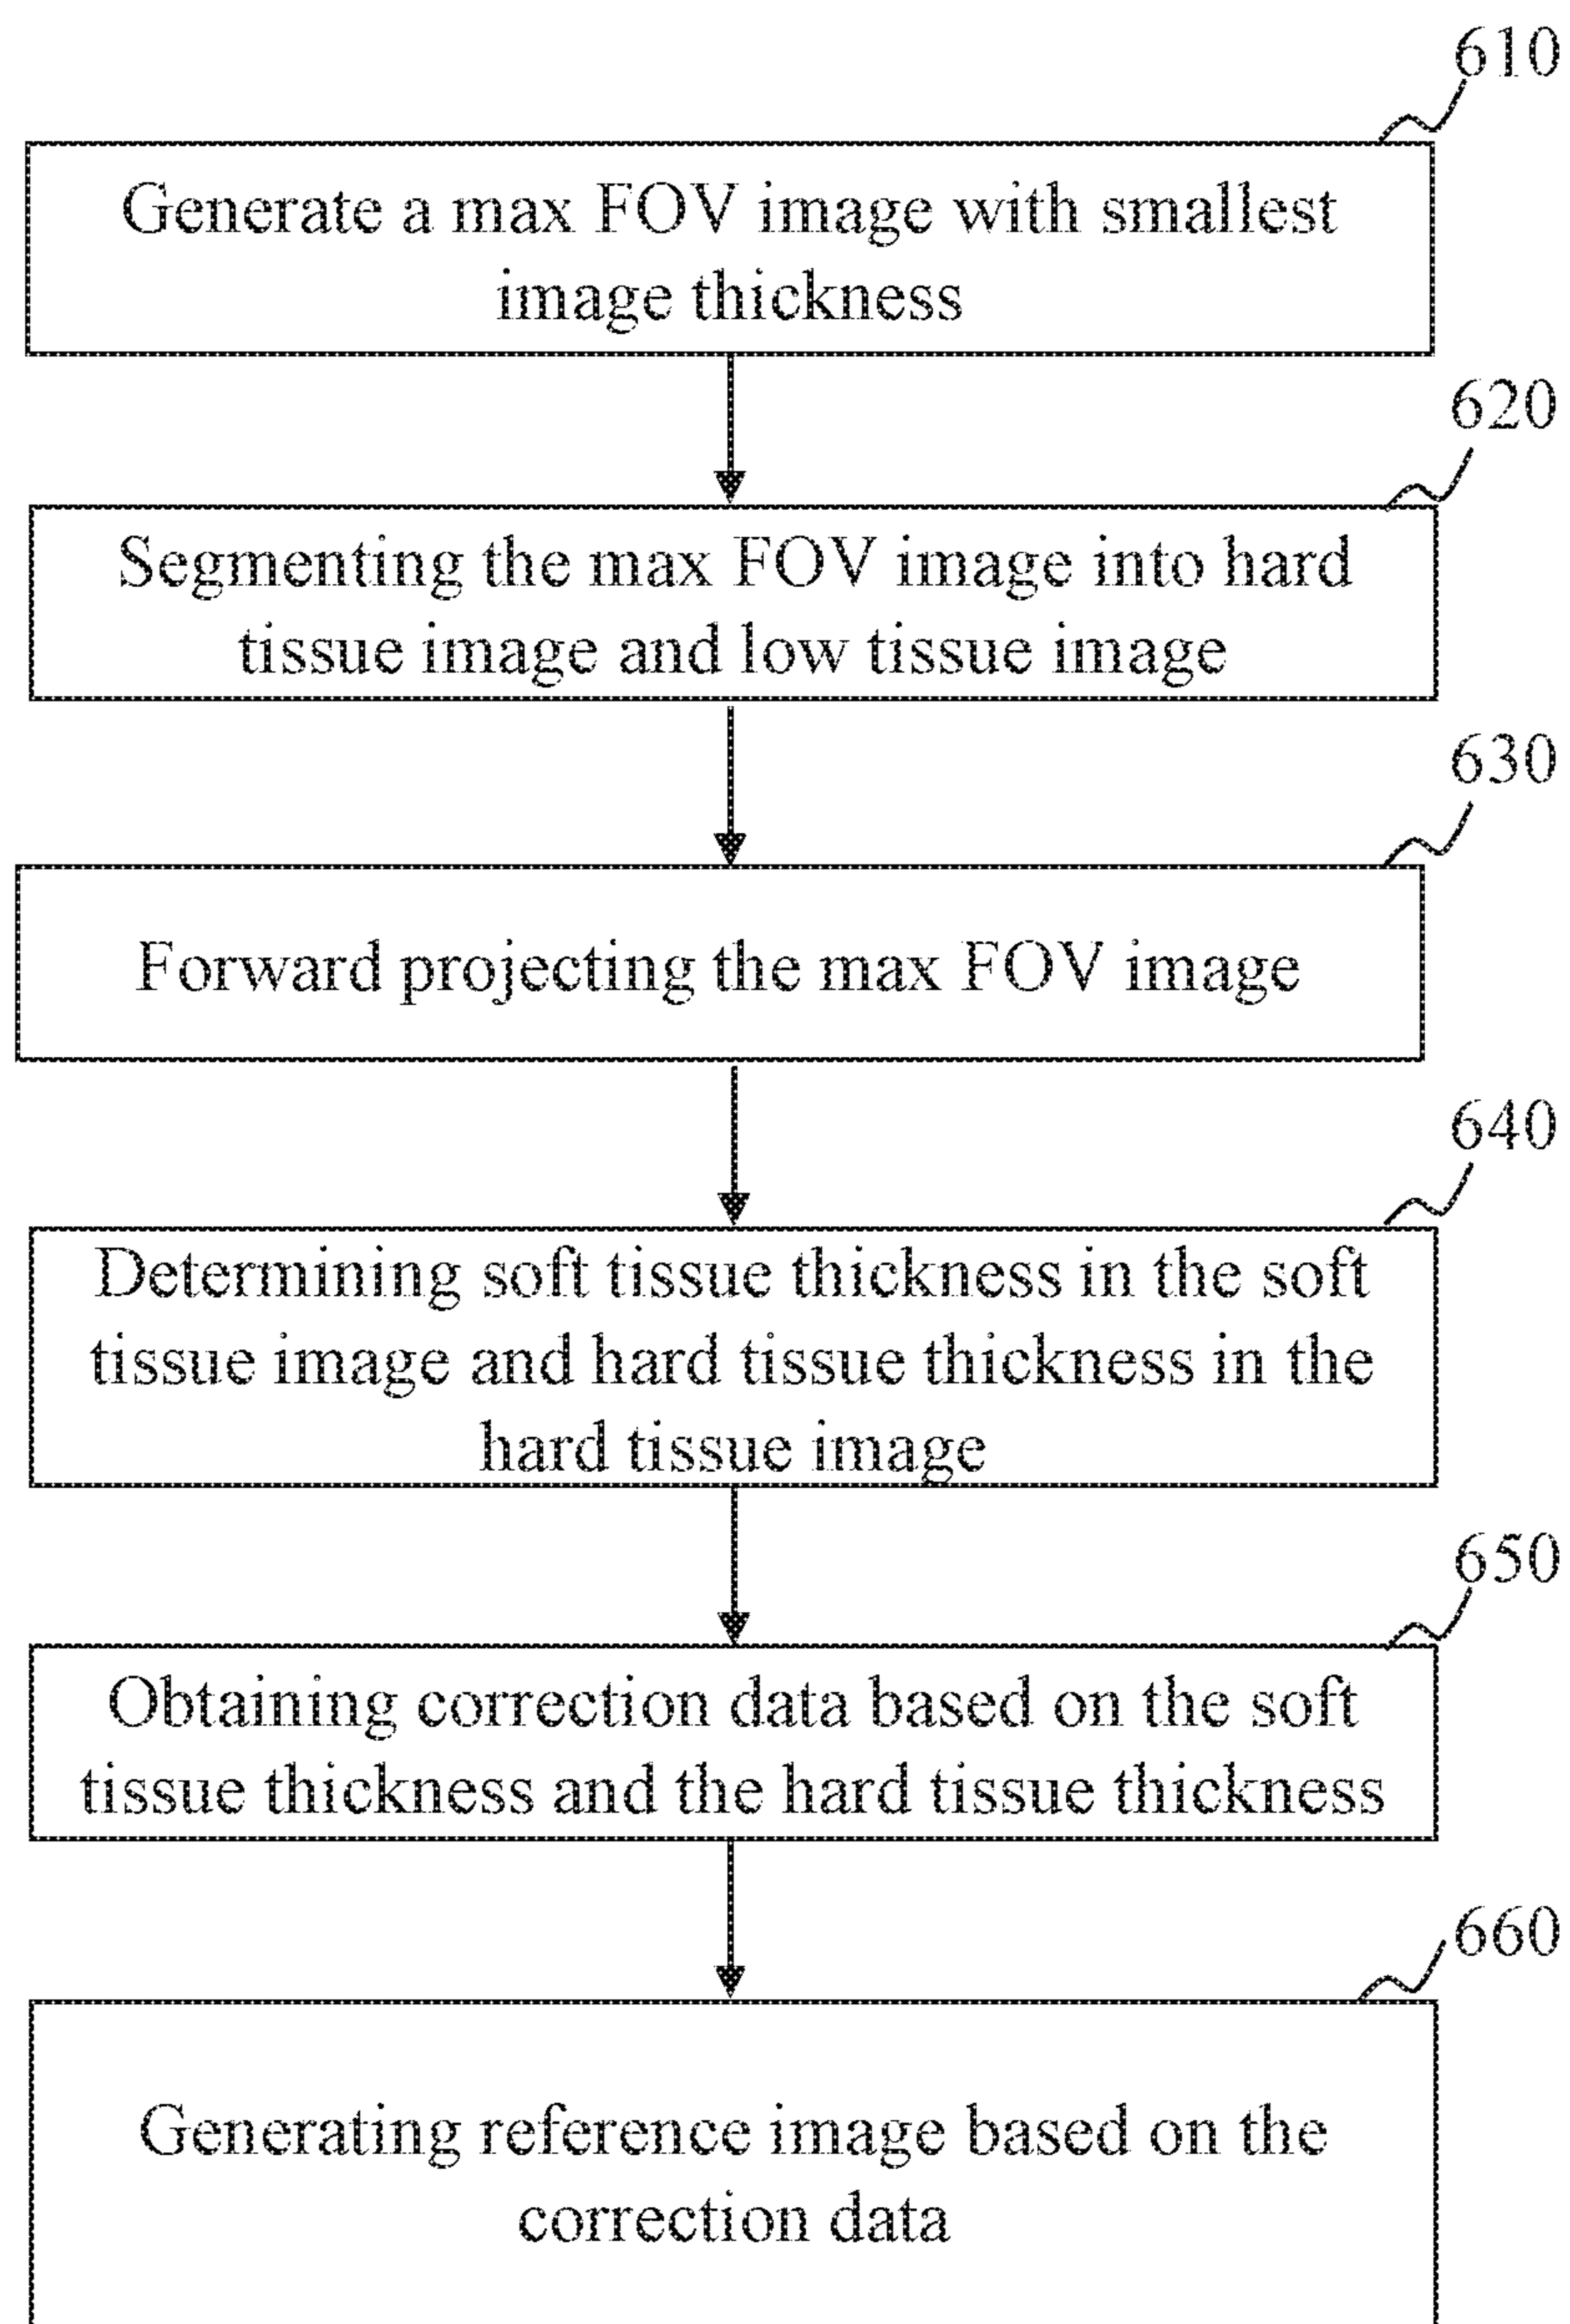 610
Generate a max FOV image with smallest
image thickness
620
Segmenting the max FOV image into hard
tissue image and low tissue image
630
Forward projecting the max FOV image
640
Determining soft tissue thickness in the soft
tissue image and hard tissue thickness in the
hard tissue image
650
Obtaining correction data based on the soft
tissue thickness and the hard tissue thickness
660
Generating reference image based on the
correction data